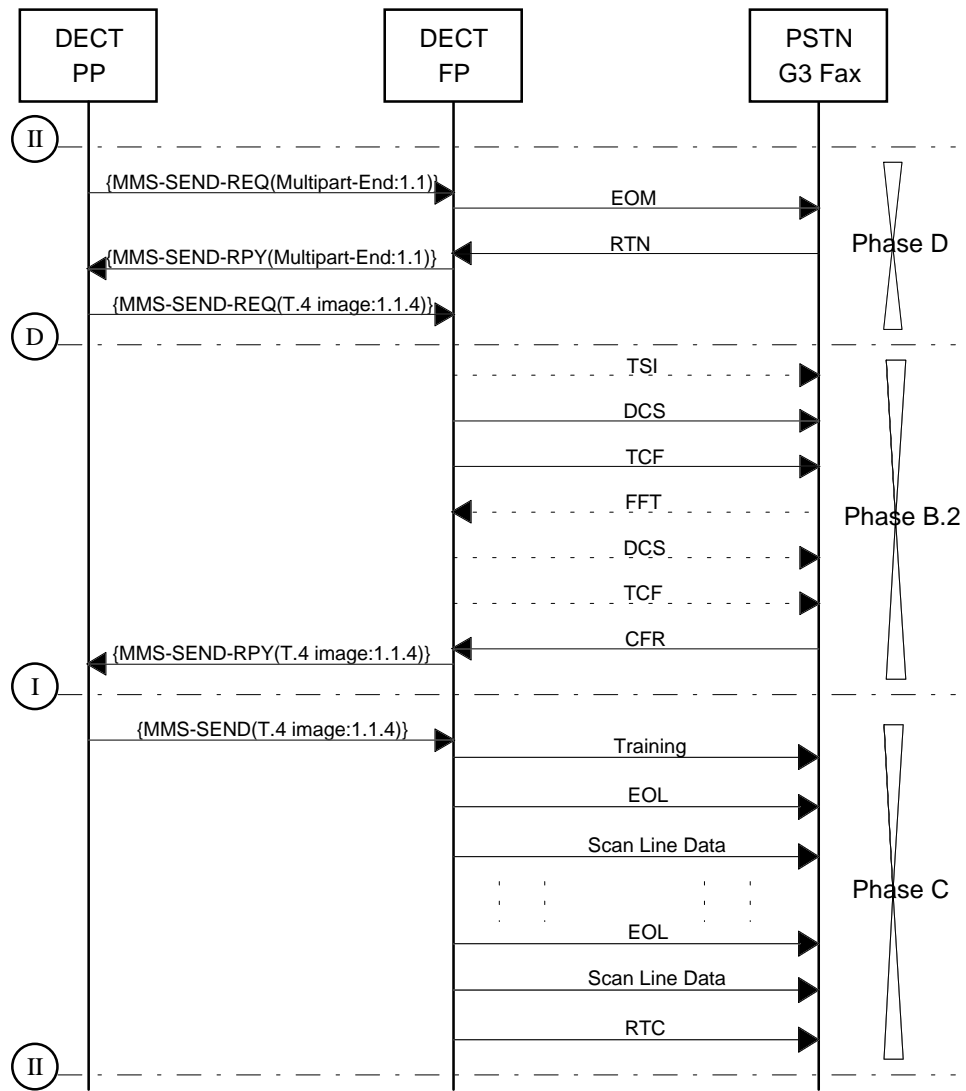 DECT
PP
DECT
FP
PSTN
G3 Fax
II
{MMS-SEND-REQ(Multipart-End:1.1)}
EOM
RTN
Phase D
{MMS-SEND-RPY(Multipart-End:1.1)}
{MMS-SEND-REQ(T.4 image:1.1.4)}
D
TSI
DCS
TCF
FFT
Phase B.2
DCS
TCF
CFR
{MMS-SEND-RPY(T.4 image:1.1.4)}
I
{MMS-SEND(T.4 image:1.1.4)}
Training
EOL
Scan Line Data
Phase C
EOL
Scan Line Data
RTC
II